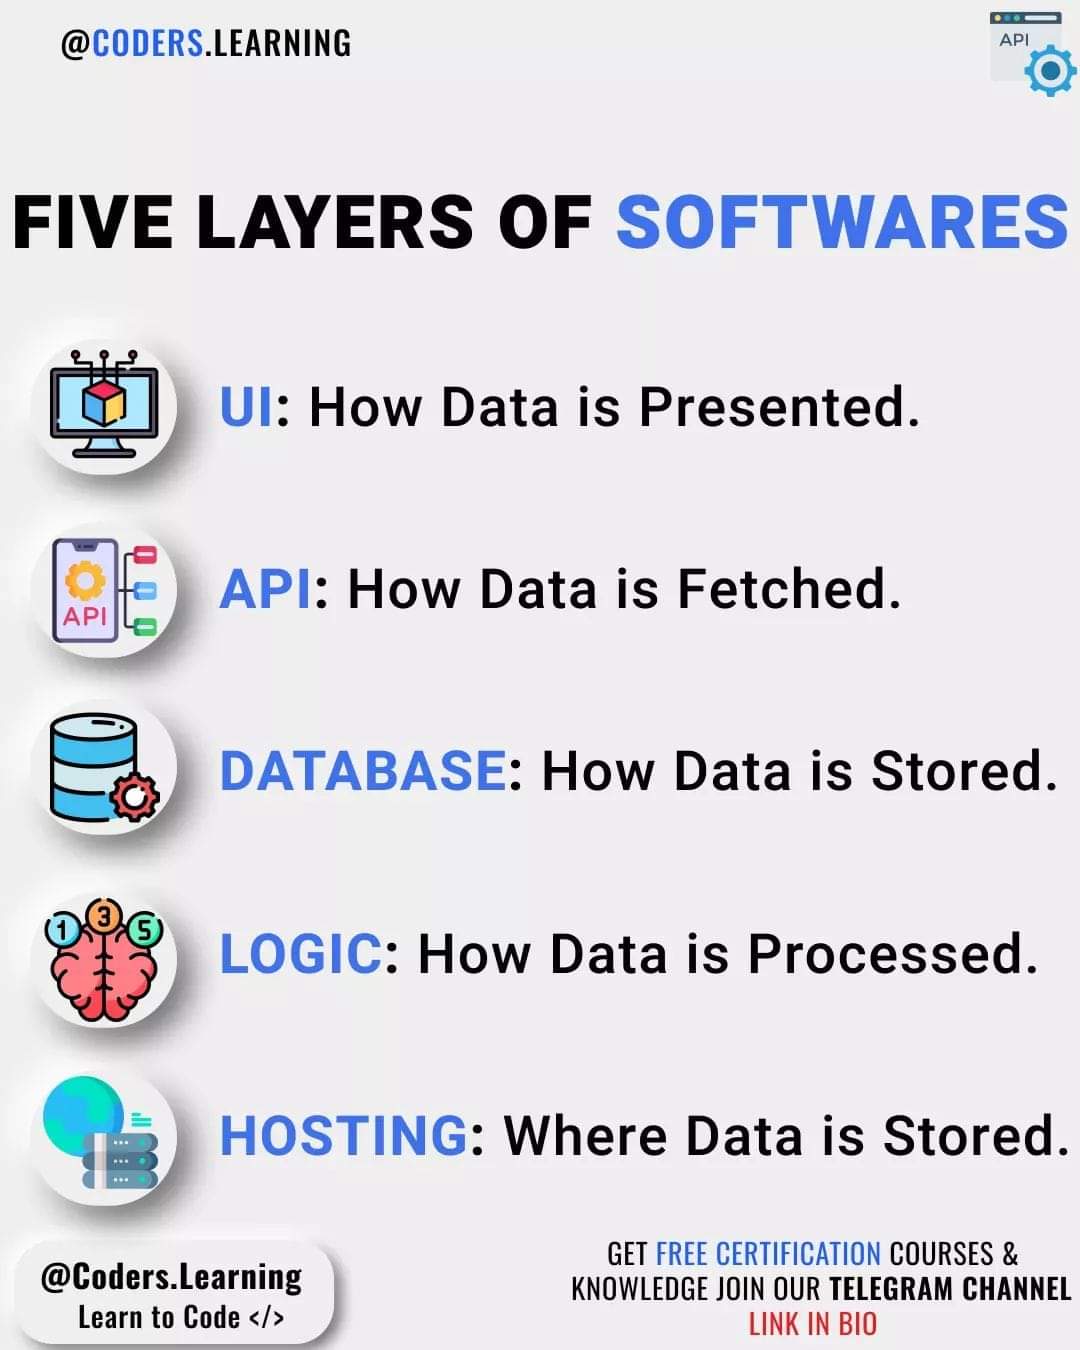 @CODERS.LEARNING
API
FIVE LAYERS OF SOFTWARES
UI: How Data is Presented.
API
API: How Data is Fetched.
DATABASE: How Data is Stored.
1 3 5
LOGIC: How Data is Processed.
HOSTING: Where Data is Stored.
@Coders.Learning
Learn to Code </>
GET FREE CERTIFICATION COURSES &
KNOWLEDGE JOIN OUR TELEGRAM CHANNEL
LINK IN BIO